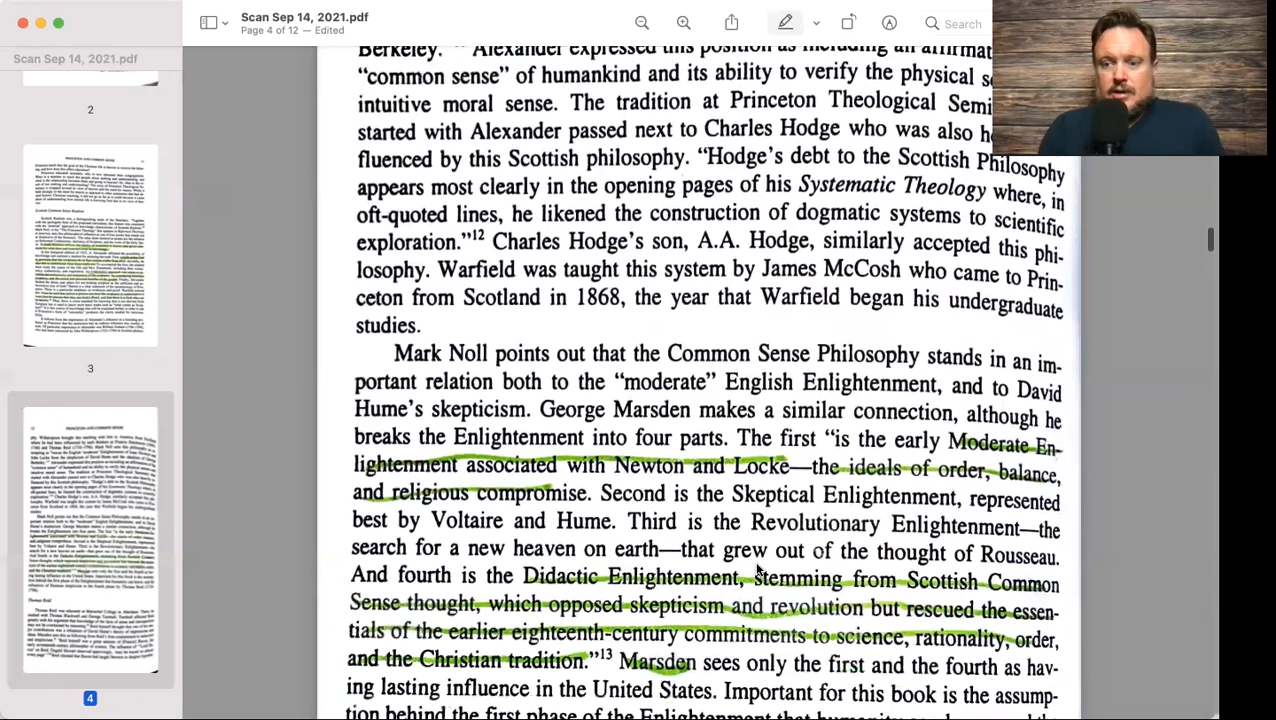 Scan Sep 14, 2021.pdf
Page 4 of 12 — Edited
Search
Scan Sep 14, 2021.pdf
2
3
4
Berkeley. " Alexander expressed this position as including an affirmat
"common sense" of humankind and its ability to verify the physical s
intuitive moral sense. The tradition at Princeton Theological Semi
started with Alexander passed next to Charles Hodge who was also h
fluenced by this Scottish philosophy. "Hodge's debt to the Scottish Philosophy
appears most clearly in the opening pages of his Systematic Theology where, in
oft-quoted lines, he likened the construction of dogmatic systems to scientific
exploration."12 Charles Hodge's son, A.A. Hodge, similarly accepted this phi-
losophy. Warfield was taught this system by James McCosh who came to Prin-
ceton from Scotland in 1868, the year that Warfield began his undergraduate
studies.
Mark Noll points out that the Common Sense Philosophy stands in an im-
portant relation both to the "moderate" English Enlightenment, and to David
Hume's skepticism. George Marsden makes a similar connection, although he
breaks the Enlightenment into four parts. The first "is the early Moderate En-
lightenment associated with Newton and Locke—the ideals of order, balance,
and religious compromise. Second is the Skeptical Enlightenment, represented
best by Voltaire and Hume. Third is the Revolutionary Enlightenment—the
search for a new heaven on earth—that grew out of the thought of Rousseau.
And fourth is the Didactic Enlightenment, stemming from Scottish Common
Sense thought, which opposed skepticism and revolution but rescued the essen-
tials of the earlier eighteenth-century commitments to science, rationality, order,
and the Christian tradition."13 Marsden sees only the first and the fourth as hav-
ing lasting influence in the United States. Important for this book is the assump-
tion behind the first phase of the Enlightenment that humanity